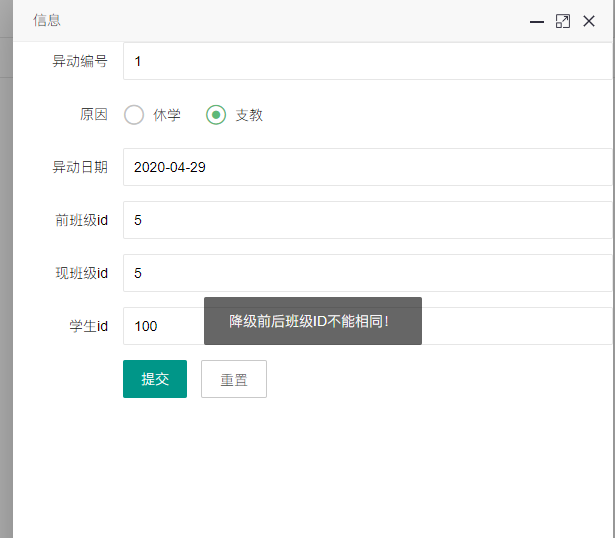 信息
异动编号 1
原因 休学 支教
异动日期 2020-04-29
前班级id 5
现班级id 5
学生id 100
降级前后班级ID不能相同!
提交 重置